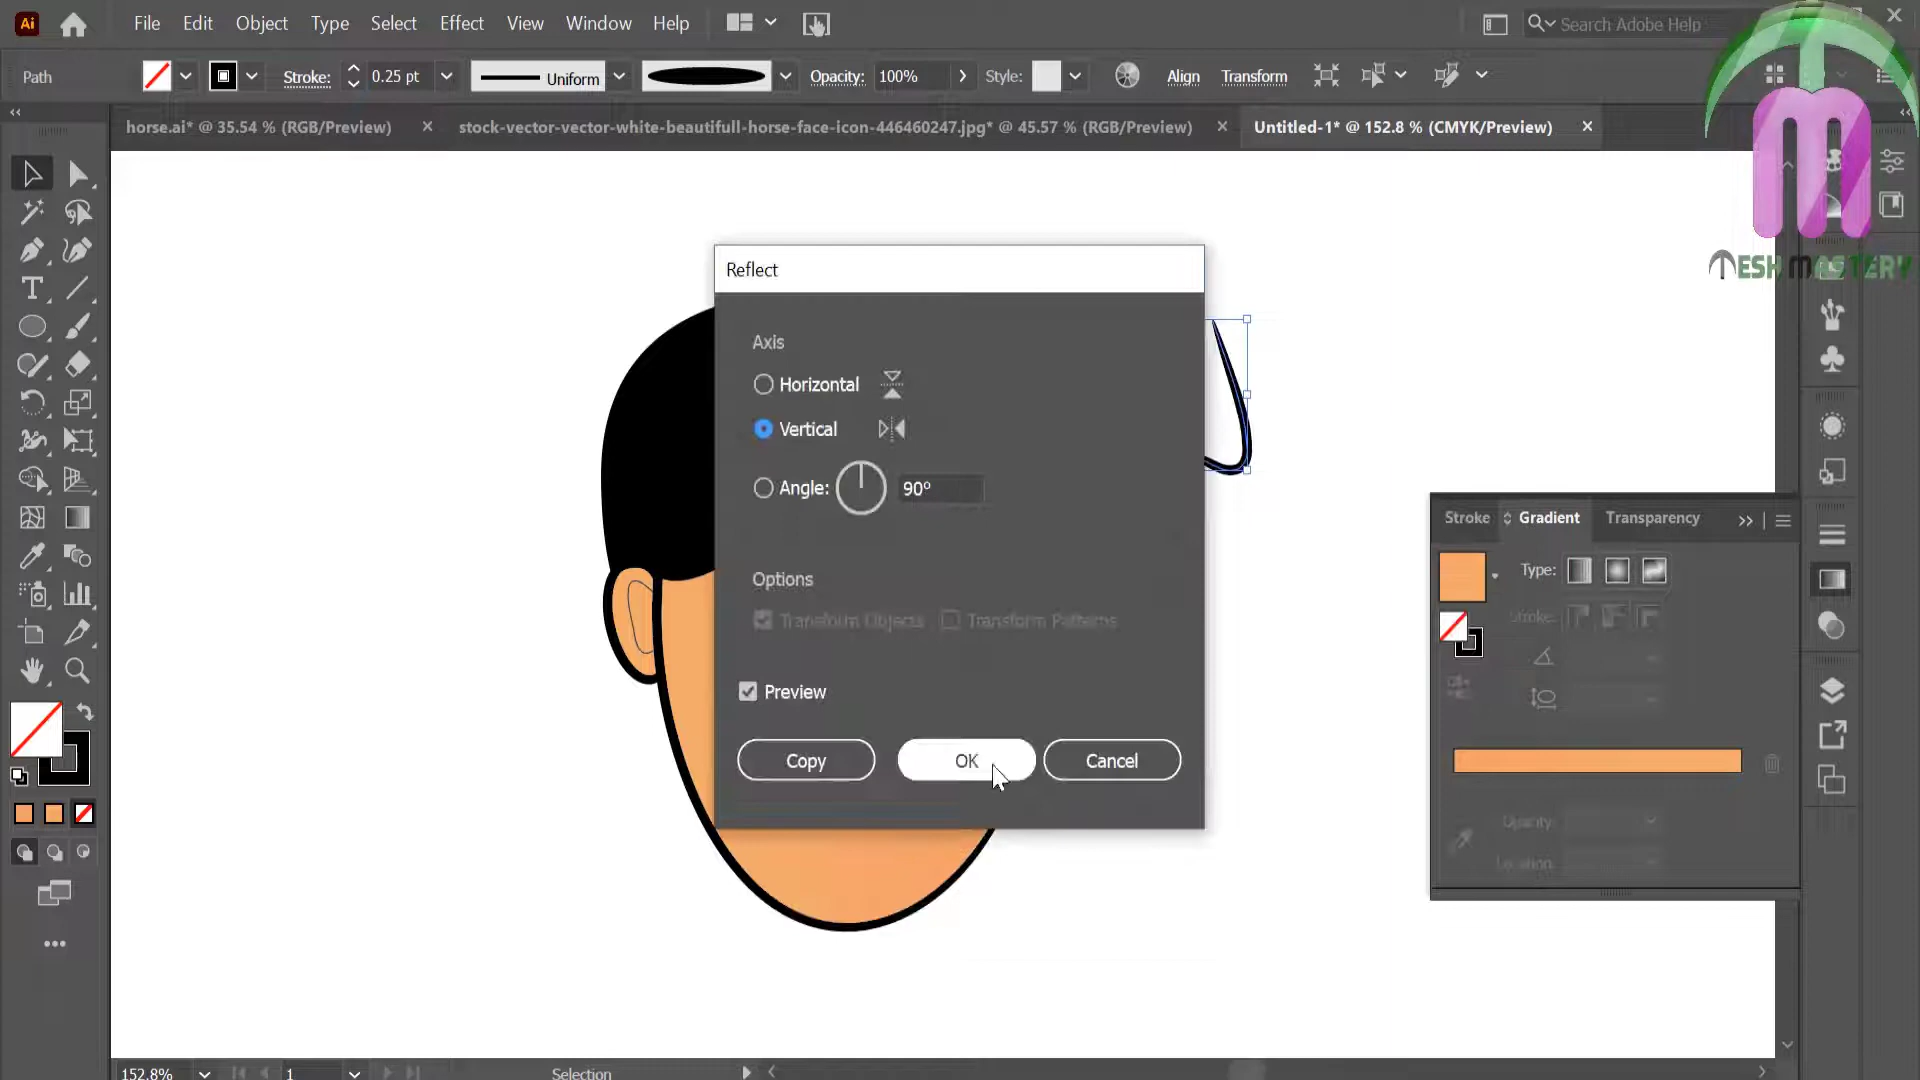 Ai File Edit Object Type Select Effect View Window Help Search Adobe Help
Path Stroke: 0.25 pt Uniform Opacity: 100% Style: Align Transform
horse.ai* @ 35.54 % (RGB/Preview) stock-vector-vector-white-beautifull-horse-face-icon-446460247.jpg* @ 45.57 % (RGB/Preview) Untitled-1* @ 152.8 % (CMYK/Preview)
MESH MASTERY
Reflect
Axis
Horizontal
Vertical
Angle: 90°
Options
Transform Objects Transform Patterns
Preview
Copy OK Cancel
Stroke Gradient Transparency
Type:
Stroke:
Opacity:
Location:
152.8% 1 Selection